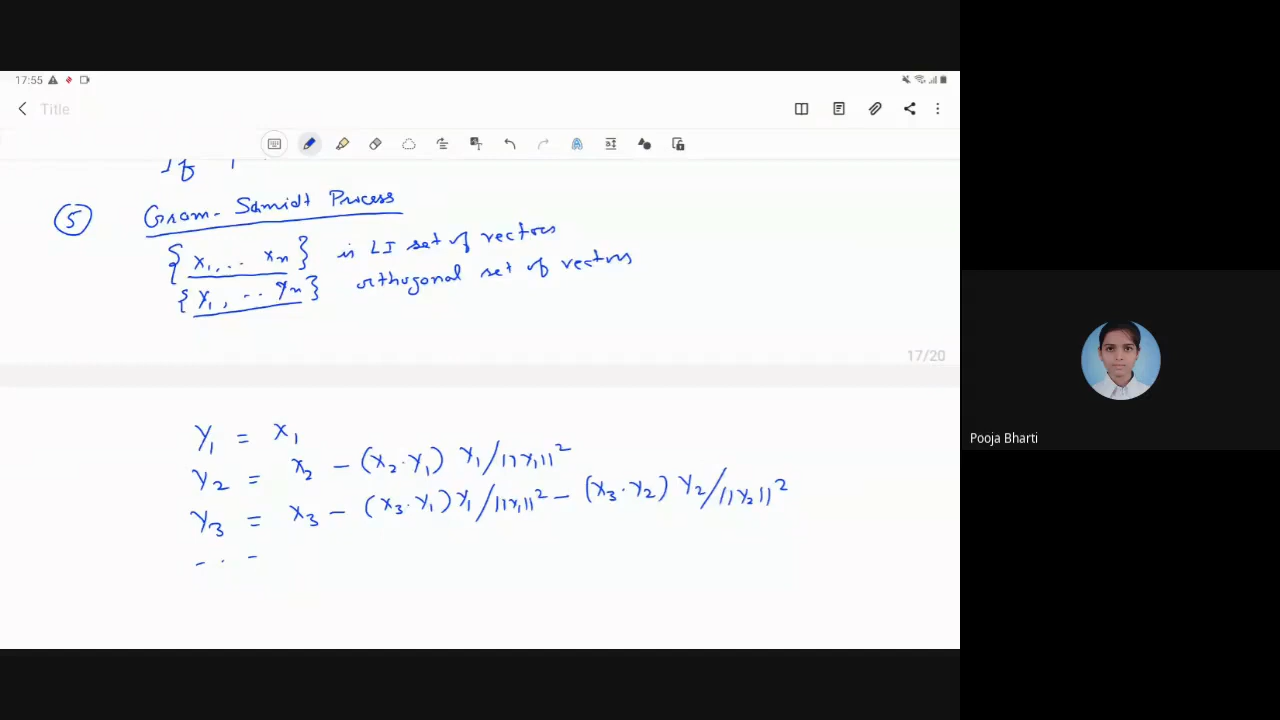 17:55
Title
If
5 Gram-Schmidt Process
{x1, .. xn} is LI set of vectors
{y1, .. yn} orthogonal set of vectors
17/20
y1 = x1
y2 = x2 - (x2·y1) y1/||y1||²
y3 = x3 - (x3·y1) y1/||y1||² - (x3·y2) y2/||y2||²
- . . =
Pooja Bharti